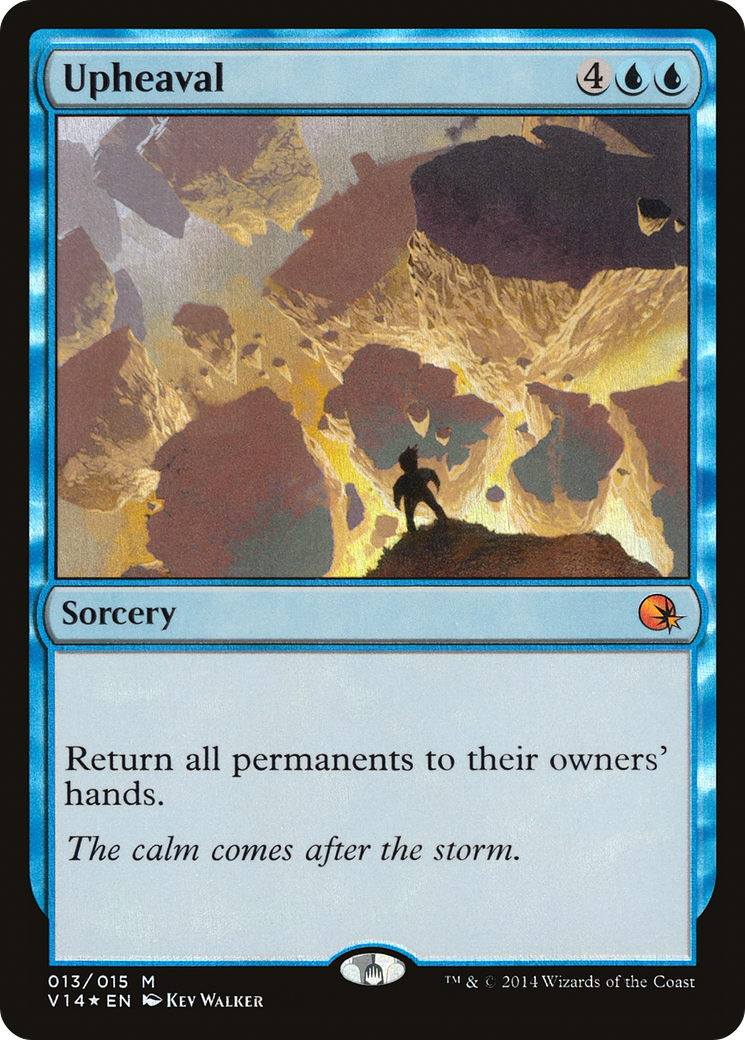 Upheaval 4
Sorcery
Return all permanents to their owners’
hands.
The calm comes after the storm.
013/015 M
V14★EN Kev Walker
™ & © 2014 Wizards of the Coast